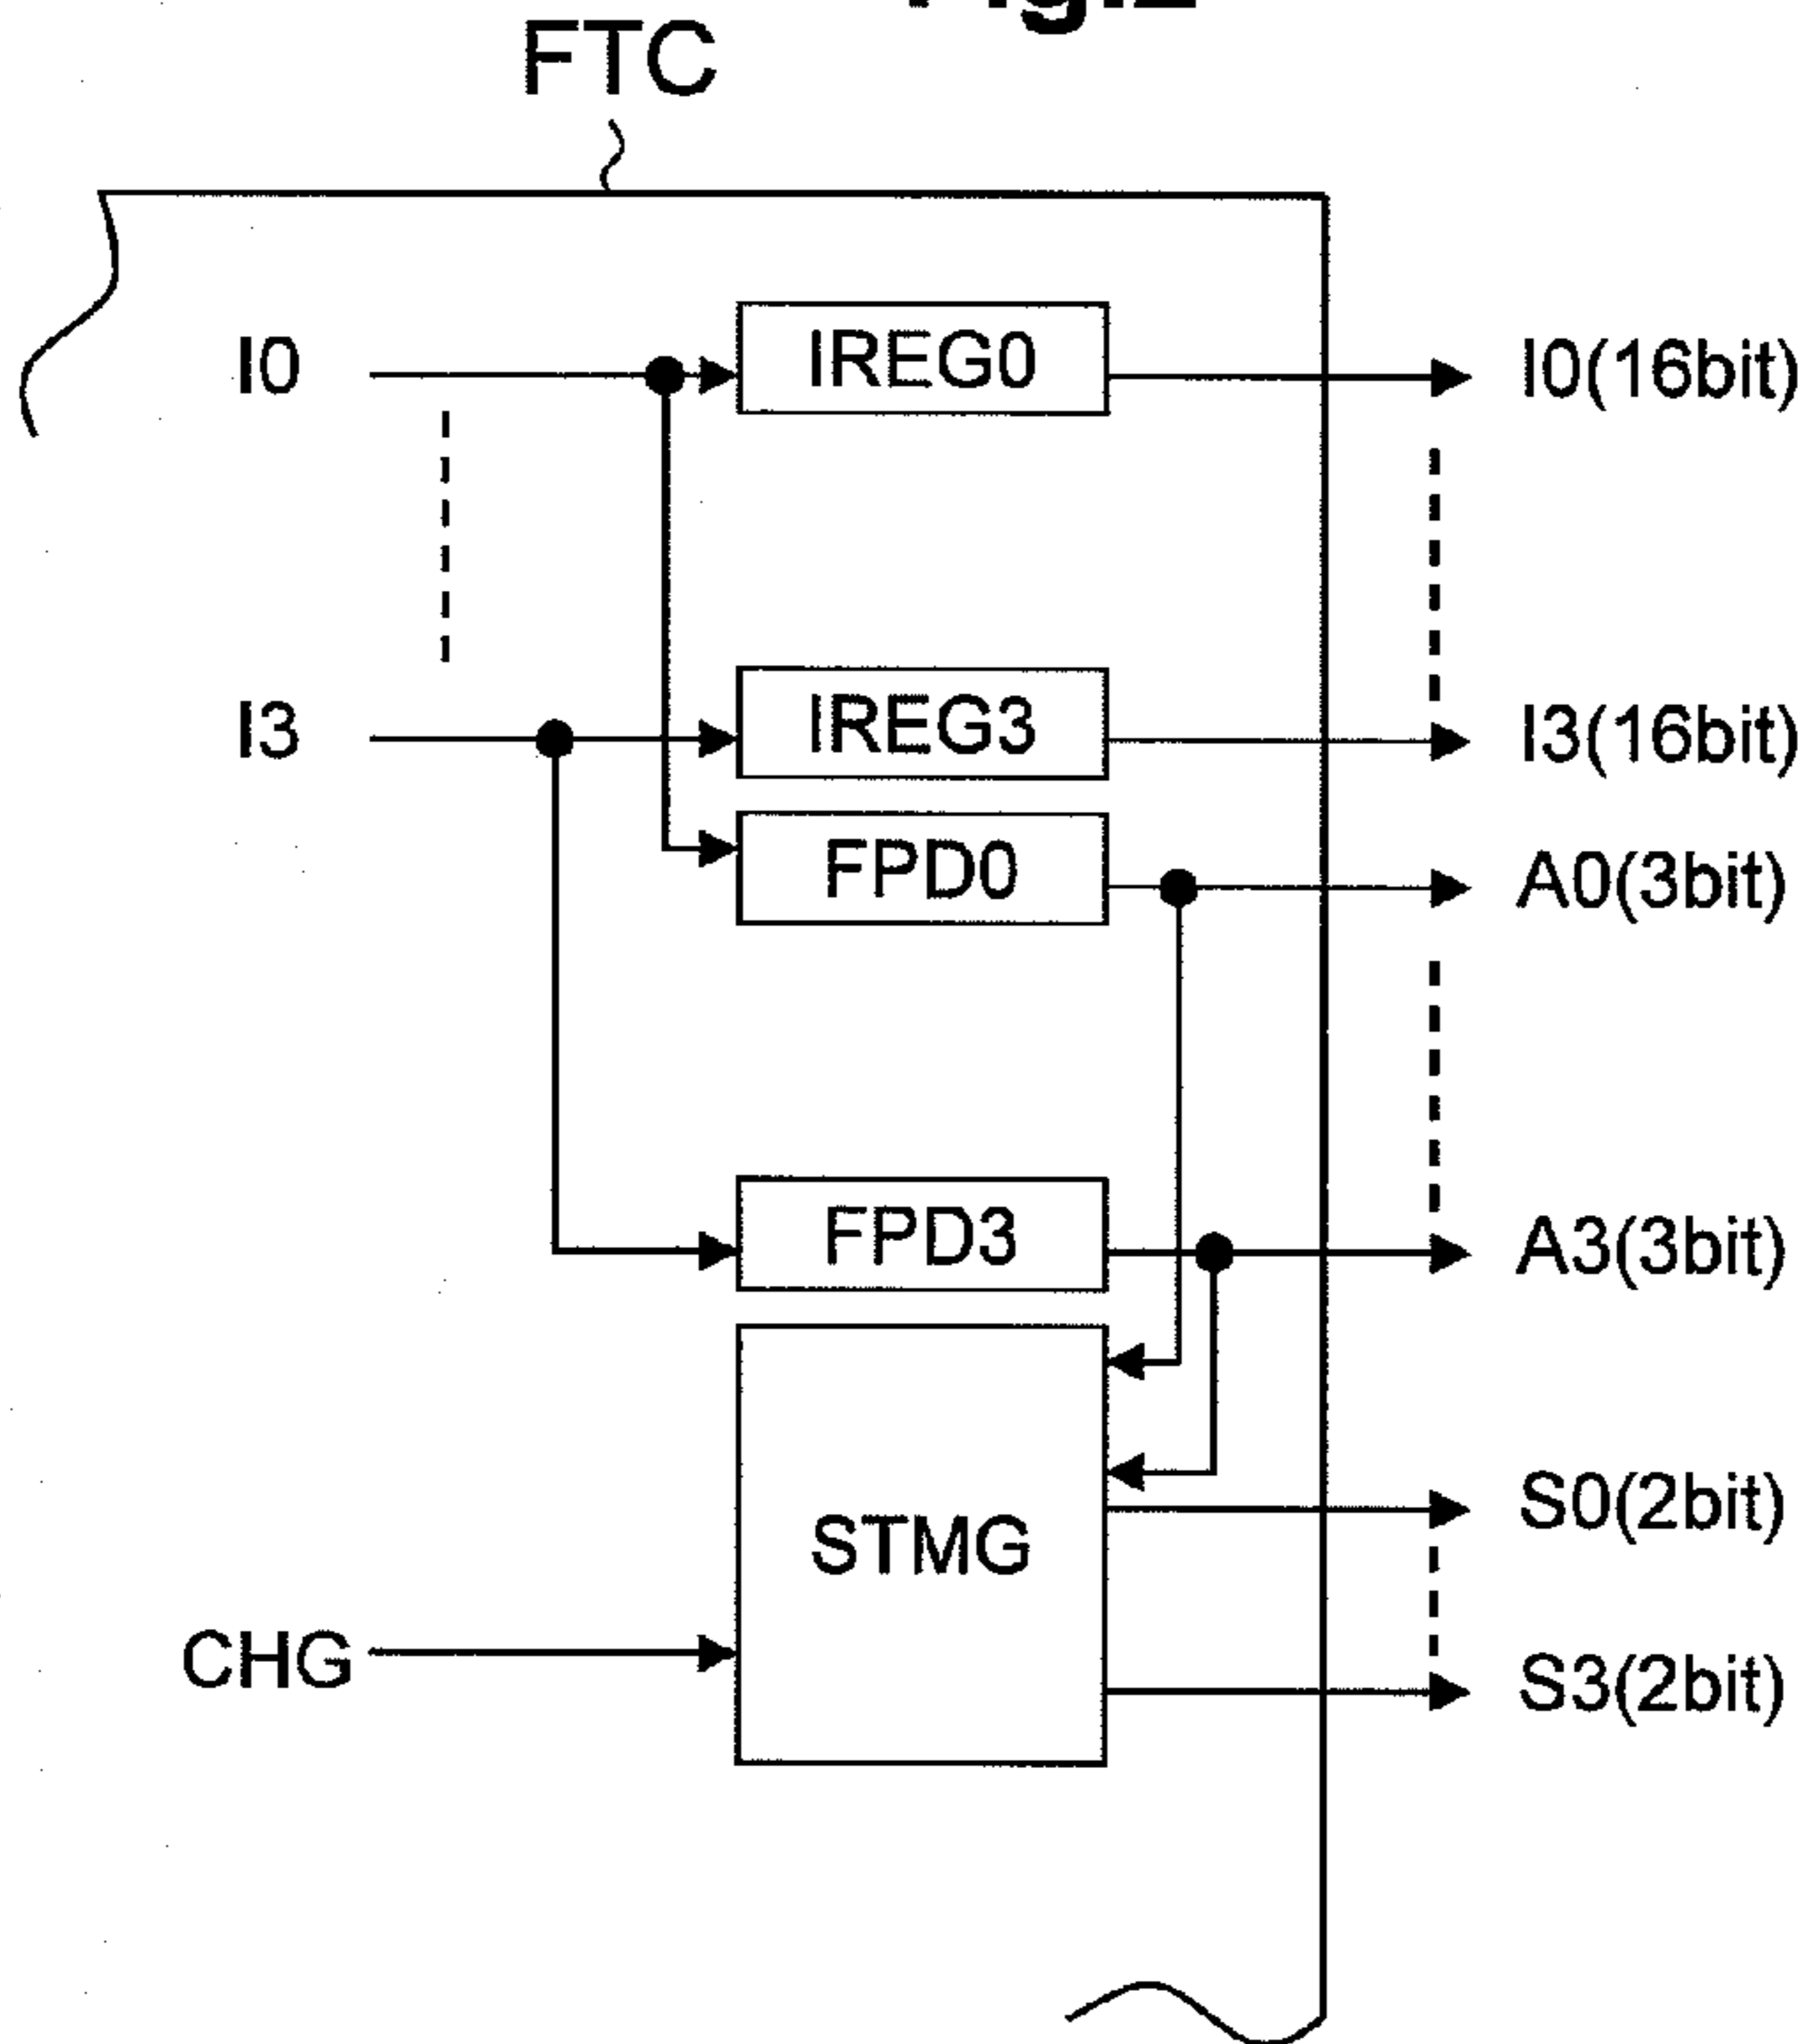 FTC
I0
IREG0
I0(16bit)
I3
IREG3
I3(16bit)
FPD0
A0(3bit)
FPD3
A3(3bit)
STMG
S0(2bit)
CHG
S3(2bit)